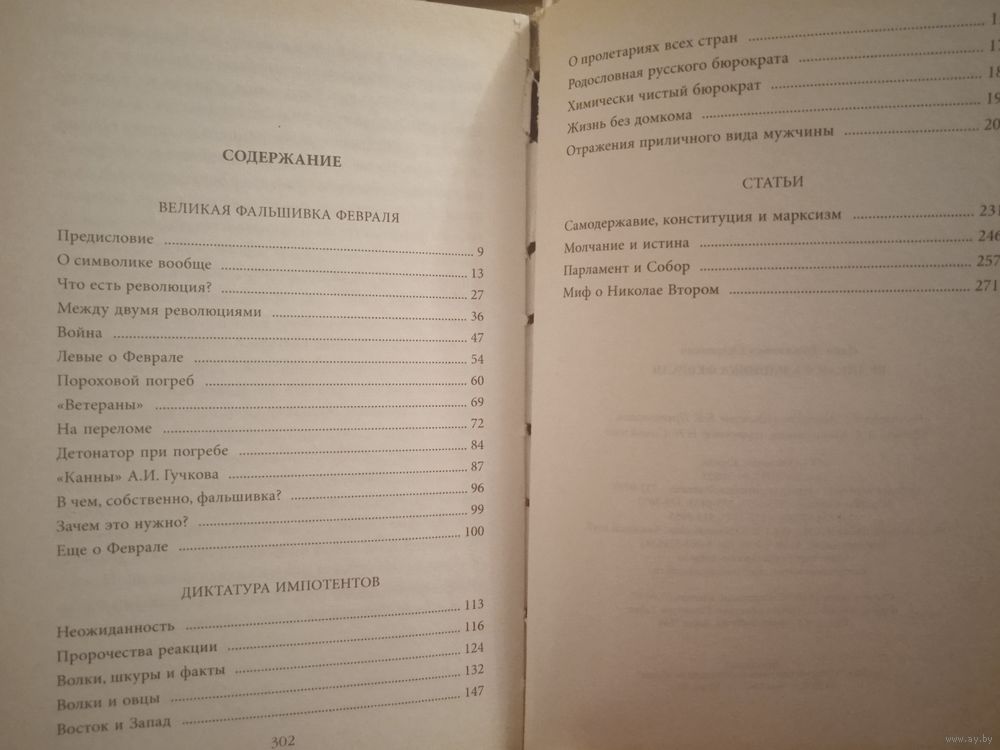 СОДЕРЖАНИЕ
ВЕЛИКАЯ ФАЛЬШИВКА ФЕВРАЛЯ
Предисловие 9
О символике вообще 13
Что есть революция? 27
Между двумя революциями 36
Война 47
Левые о Феврале 54
Пороховой погреб 60
«Ветераны» 69
На переломе 72
Детонатор при погребе 84
«Канны» А.И. Гучкова 87
В чем, собственно, фальшивка? 96
Зачем это нужно? 99
Еще о Феврале 100
ДИКТАТУРА ИМПОТЕНТОВ
Неожиданность 113
Пророчества реакции 116
Волки, шкуры и факты 124
Волки и овцы 132
Восток и Запад 147
302
О пролетариях всех стран
Родословная русского бюрократа
Химически чистый бюрократ
Жизнь без домкома
Отражения приличного вида мужчины
СТАТЬИ
Самодержавие, конституция и марксизм 231
Молчание и истина 246
Парламент и Собор 257
Миф о Николае Втором 271
www.ay.by